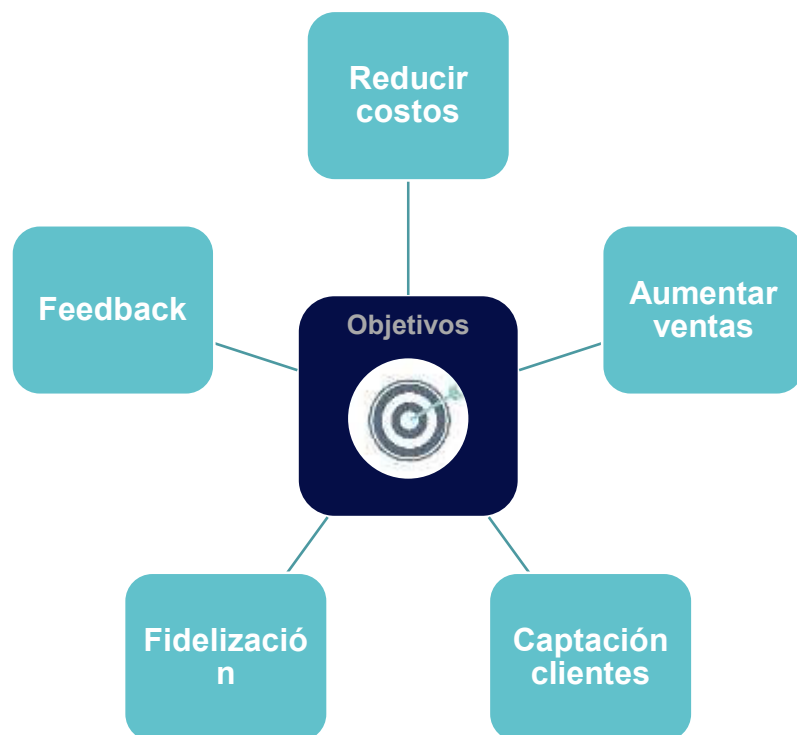 Reducir
costos
Feedback
Aumentar
ventas
Objetivos
Fidelizació
n
Captación
clientes